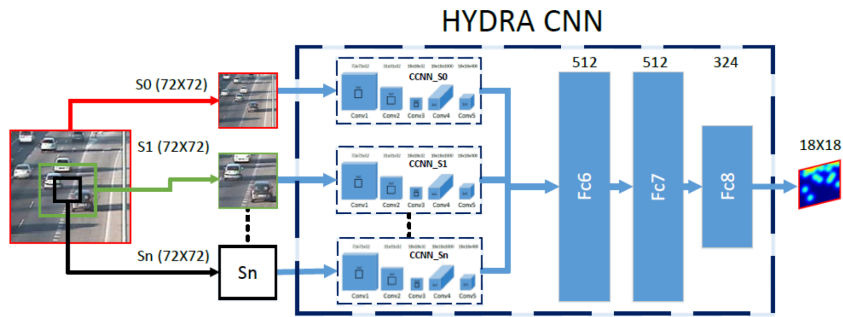 HYDRA CNN
S0 (72X72)
CCNN_S0
Conv1 Conv2 Conv3 Conv4 Conv5
512 512 324
S1 (72X72)
CCNN_S1
Conv1 Conv2 Conv3 Conv4 Conv5
Fc6
Fc7
Fc8
18X18
Sn (72X72)
Sn
CCNN_Sn
Conv1 Conv2 Conv3 Conv4 Conv5